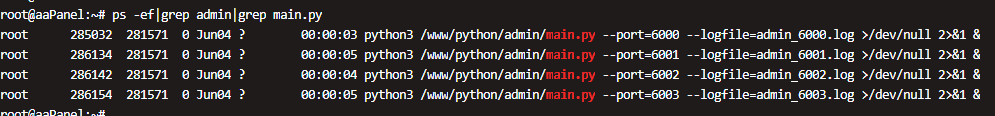 root@aaPanel:~# ps -ef|grep admin|grep main.py
root 285032 281571 0 Jun04 ? 00:00:03 python3 /www/python/admin/main.py --port=6000 --logfile=admin_6000.log >/dev/null 2>&1 &
root 286134 281571 0 Jun04 ? 00:00:05 python3 /www/python/admin/main.py --port=6001 --logfile=admin_6001.log >/dev/null 2>&1 &
root 286142 281571 0 Jun04 ? 00:00:04 python3 /www/python/admin/main.py --port=6002 --logfile=admin_6002.log >/dev/null 2>&1 &
root 286154 281571 0 Jun04 ? 00:00:05 python3 /www/python/admin/main.py --port=6003 --logfile=admin_6003.log >/dev/null 2>&1 &
root@aaPanel:~#